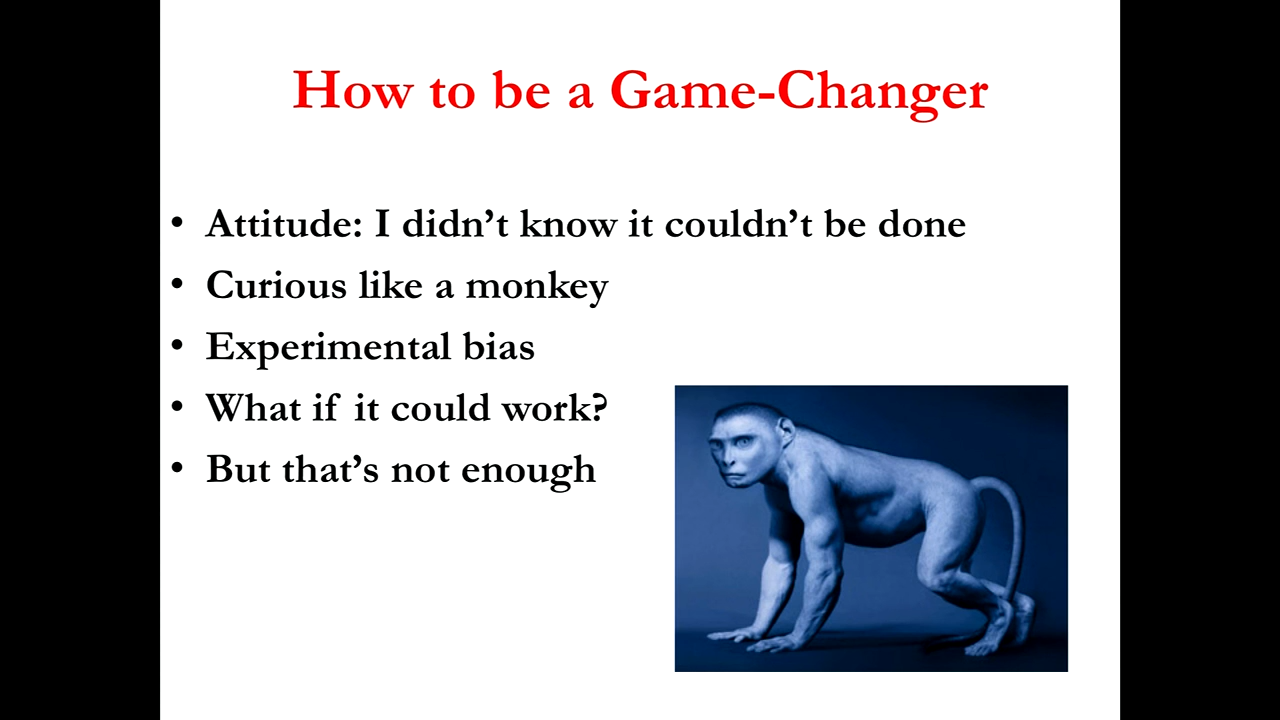 How to be a Game-Changer
• Attitude: I didn’t know it couldn’t be done
• Curious like a monkey
• Experimental bias
• What if it could work?
• But that’s not enough